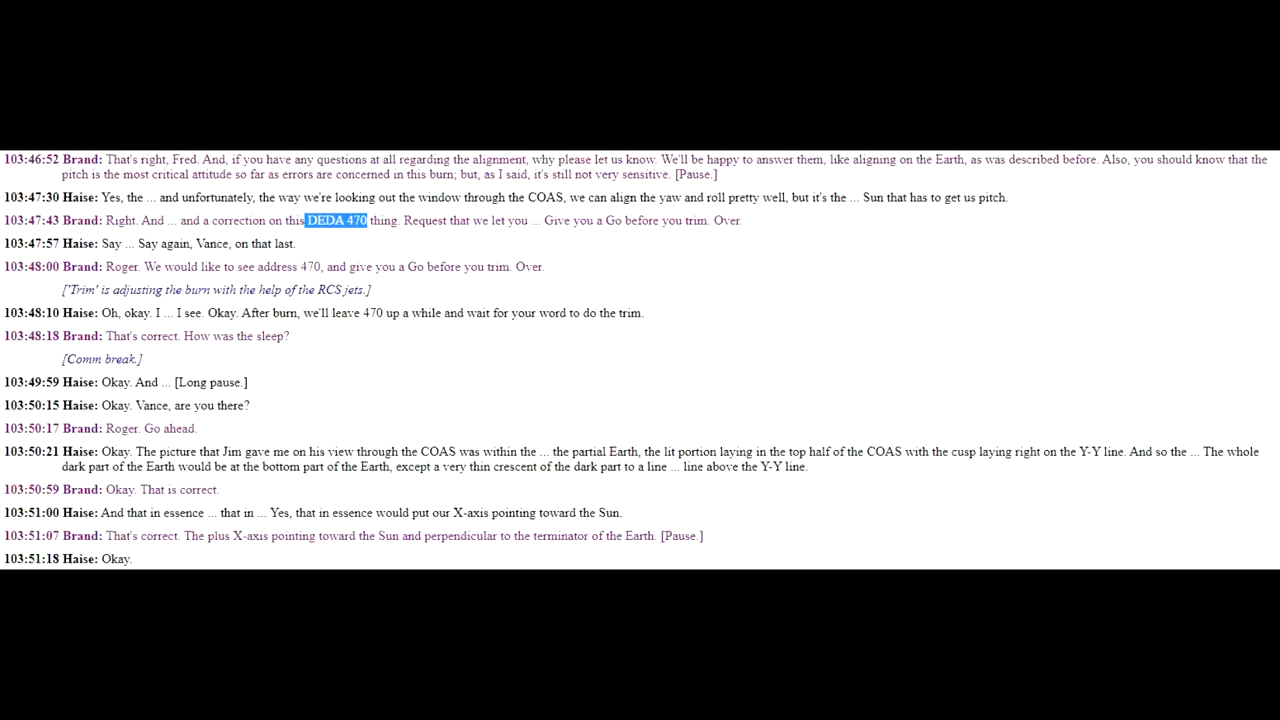 103:46:52 Brand: That's right, Fred. And, if you have any questions at all regarding the alignment, why please let us know. We'll be happy to answer them, like aligning on the Earth, as was described before. Also, you should know that the
pitch is the most critical attitude so far as errors are concerned in this burn; but, as I said, it's still not very sensitive. [Pause.]
103:47:30 Haise: Yes, the ... and unfortunately, the way we're looking out the window through the COAS, we can align the yaw and roll pretty well, but it's the ... Sun that has to get us pitch.
103:47:43 Brand: Right. And ... and a correction on this DEDA 470 thing. Request that we let you ... Give you a Go before you trim. Over.
103:47:57 Haise: Say ... Say again, Vance, on that last.
103:48:00 Brand: Roger. We would like to see address 470, and give you a Go before you trim. Over.
['Trim' is adjusting the burn with the help of the RCS jets.]
103:48:10 Haise: Oh, okay. I ... I see. Okay. After burn, we'll leave 470 up a while and wait for your word to do the trim.
103:48:18 Brand: That's correct. How was the sleep?
[Comm break.]
103:49:59 Haise: Okay. And ... [Long pause.]
103:50:15 Haise: Okay. Vance, are you there?
103:50:17 Brand: Roger. Go ahead.
103:50:21 Haise: Okay. The picture that Jim gave me on his view through the COAS was within the ... the partial Earth, the lit portion laying in the top half of the COAS with the cusp laying right on the Y-Y line. And so the ... The whole
dark part of the Earth would be at the bottom part of the Earth, except a very thin crescent of the dark part to a line ... line above the Y-Y line.
103:50:59 Brand: Okay. That is correct.
103:51:00 Haise: And that in essence ... that in ... Yes, that in essence would put our X-axis pointing toward the Sun.
103:51:07 Brand: That's correct. The plus X-axis pointing toward the Sun and perpendicular to the terminator of the Earth. [Pause.]
103:51:18 Haise: Okay.